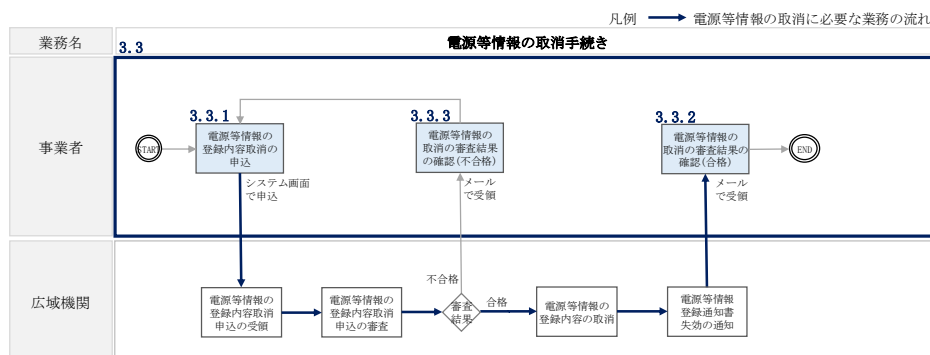 凡例 電源等情報の取消に必要な業務の流れ
業務名
3.3
電源等情報の取消手続き
事業者
START
3.3.1
電源等情報の
登録内容取消の
申込
3.3.3
電源等情報の
取消の審査結果
の確認(不合格)
3.3.2
電源等情報の
取消の審査結果の
確認(合格)
END
システム画面
で申込
メール
で受領
メール
で受領
広域機関
電源等情報の
登録内容取消
申込の受領
電源等情報の
登録内容取消
申込の審査
不合格
審査
結果
合格
電源等情報の
登録内容の取消
電源等情報
登録通知書
失効の通知